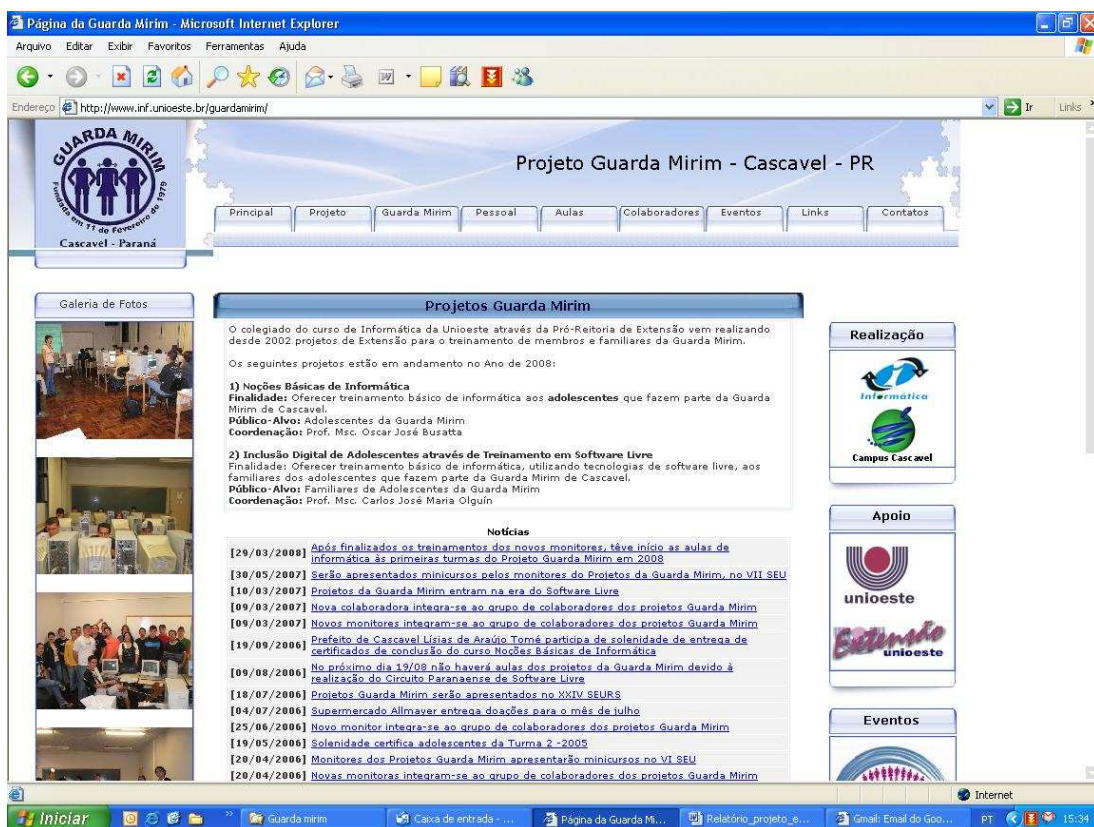 Página da Guarda Mirim - Microsoft Internet Explorer
Arquivo Editar Exibir Favoritos Ferramentas Ajuda
Endereço http://www.inf.unioeste.br/guardamirim/ Ir Links
GUARDA MIRIM
Fundada em 11 de Fevereiro de 1979
Cascavel - Paraná
Projeto Guarda Mirim - Cascavel - PR
Principal Projeto Guarda Mirim Pessoal Aulas Colaboradores Eventos Links Contatos
Galeria de Fotos
Projetos Guarda Mirim
O colegiado do curso de Informática da Unioeste através da Pró-Reitoria de Extensão vem realizando
desde 2002 projetos de Extensão para o treinamento de membros e familiares da Guarda Mirim.
Os seguintes projetos estão em andamento no Ano de 2008:
1) Noções Básicas de Informática
Finalidade: Oferecer treinamento básico de informática aos adolescentes que fazem parte da Guarda
Mirim de Cascavel.
Público-Alvo: Adolescentes da Guarda Mirim
Coordenação: Prof. Msc. Oscar José Busatta
2) Inclusão Digital de Adolescentes através de Treinamento em Software Livre
Finalidade: Oferecer treinamento básico de informática, utilizando tecnologias de software livre, aos
familiares dos adolescentes que fazem parte da Guarda Mirim de Cascavel.
Público-Alvo: Familiares de Adolescentes da Guarda Mirim
Coordenação: Prof. Msc. Carlos José Maria Olguín
Notícias
[29/03/2008] Após finalizados os treinamentos dos novos monitores, têve início as aulas de
informática às primeiras turmas do Projeto Guarda Mirim em 2008
[30/05/2007] Serão apresentados minicursos pelos monitores do Projetos da Guarda Mirim, no VII SEU
[10/03/2007] Projetos da Guarda Mirim entram na era do Software Livre
[09/03/2007] Nova colaboradora integra-se ao grupo de colaboradores dos projetos Guarda Mirim
[09/03/2007] Novos monitores integram-se ao grupo de colaboradores dos projetos Guarda Mirim
[19/09/2006] Prefeito de Cascavel Lísias de Araújo Tomé participa de solenidade de entrega de
certificados de conclusão do curso Noções Básicas de Informática
[09/08/2006] No próximo dia 19/08 não haverá aulas dos projetos da Guarda Mirim devido à
realização do Circuito Paranaense de Software Livre
[18/07/2006] Projetos Guarda Mirim serão apresentados no XXIV SEURS
[04/07/2006] Supermercado Allmayer entrega doações para o mês de julho
[25/06/2006] Novo monitor integra-se ao grupo de colaboradores dos projetos Guarda Mirim
[19/05/2006] Solenidade certifica adolescentes da Turma 2 -2005
[20/04/2006] Monitores dos Projetos Guarda Mirim apresentarão minicursos no VI SEU
[20/04/2006] Novas monitoras integram-se ao grupo de colaboradores dos projetos Guarda Mirim
Realização
Informática
Campus Cascavel
Apoio
unioeste
Extensão
unioeste
Eventos
Internet
Iniciar Guarda mirim Caixa de entrada - ... Página da Guarda Mi... Relatório_projeto_e... Gmail: Email do Goo... PT 15:34